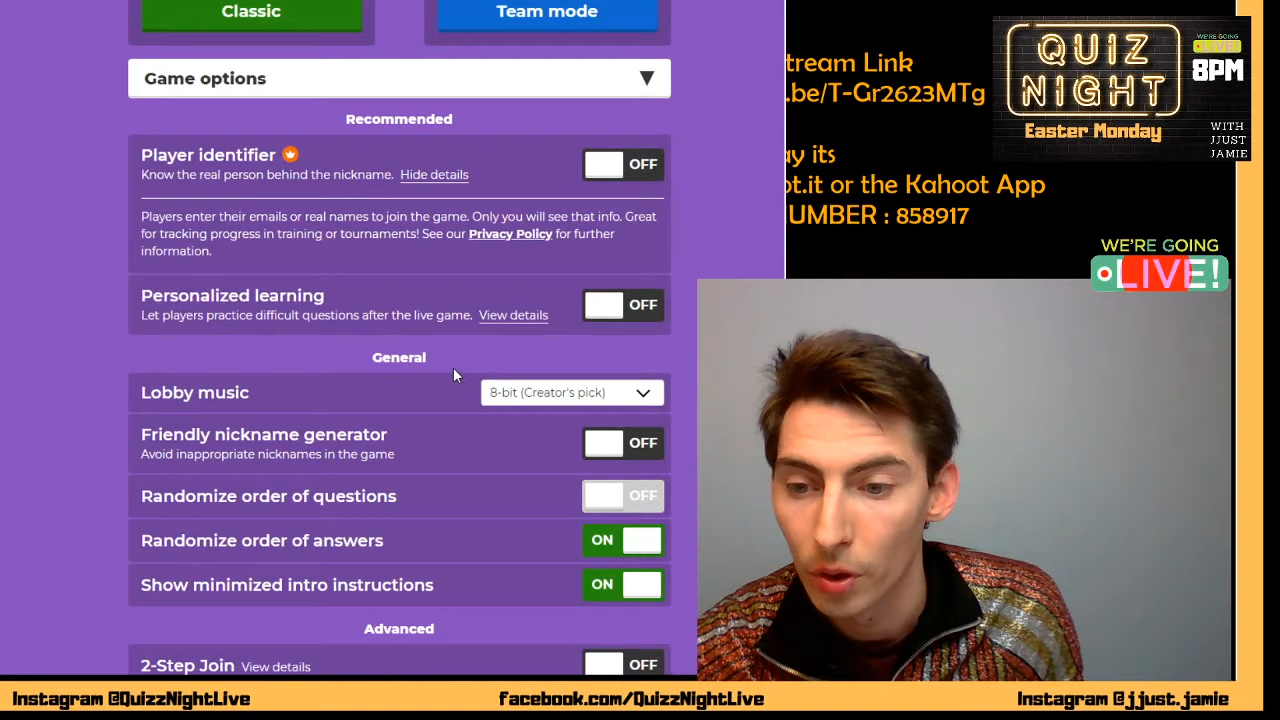 Classic
Team mode
Game options
Recommended
Player identifier
Know the real person behind the nickname. Hide details
OFF
Players enter their emails or real names to join the game. Only you will see that info. Great
for tracking progress in training or tournaments! See our Privacy Policy for further
information.
Personalized learning
Let players practice difficult questions after the live game. View details
OFF
General
Lobby music
8-bit (Creator's pick)
Friendly nickname generator
Avoid inappropriate nicknames in the game
OFF
Randomize order of questions
OFF
Randomize order of answers
ON
Show minimized intro instructions
ON
Advanced
2-Step Join View details
OFF
tream Link
.be/T-Gr2623MTg
ay its
ot.it or the Kahoot App
UMBER : 858917
QUIZ
NIGHT
Easter Monday
WE'RE GOING
LIVE!
8PM
WITH
JJUST
JAMIE
WE'RE GOING
LIVE!
Instagram @QuizzNightLive
facebook.com/QuizzNightLive
Instagram @jjust.jamie